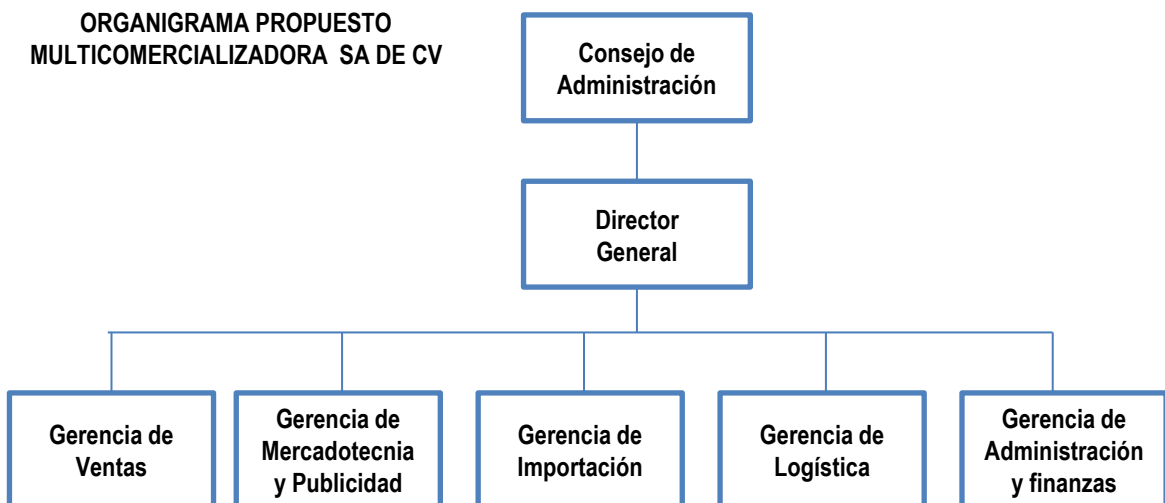 ORGANIGRAMA PROPUESTO
MULTICOMERCIALIZADORA SA DE CV
Consejo de
Administración
Director
General
Gerencia de
Ventas
Gerencia de
Mercadotecnia
y Publicidad
Gerencia de
Importación
Gerencia de
Logística
Gerencia de
Administración
y finanzas